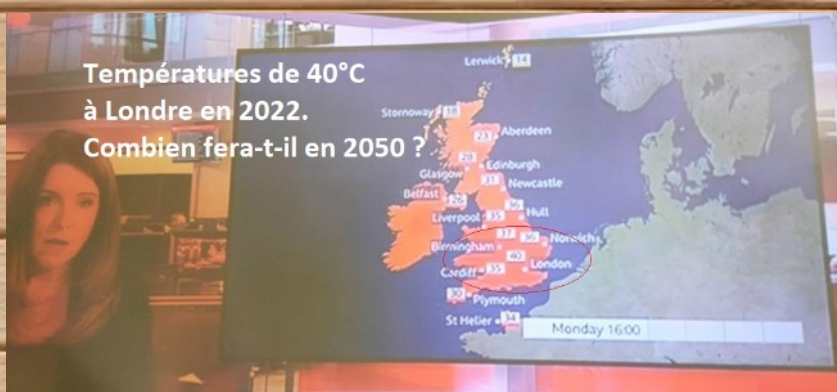 Températures de 40°C
à Londre en 2022.
Combien fera-t-il en 2050 ?
Lerwick 14
Stornoway 18
23 Aberdeen
28
Edinburgh
Glasgow
31
Newcastle
Belfast
26
36
Liverpool 35 Hull
37 36 Norwich
Birmingham
40
Cardiff 35 London
30
Plymouth
St Helier 34
Monday 16:00